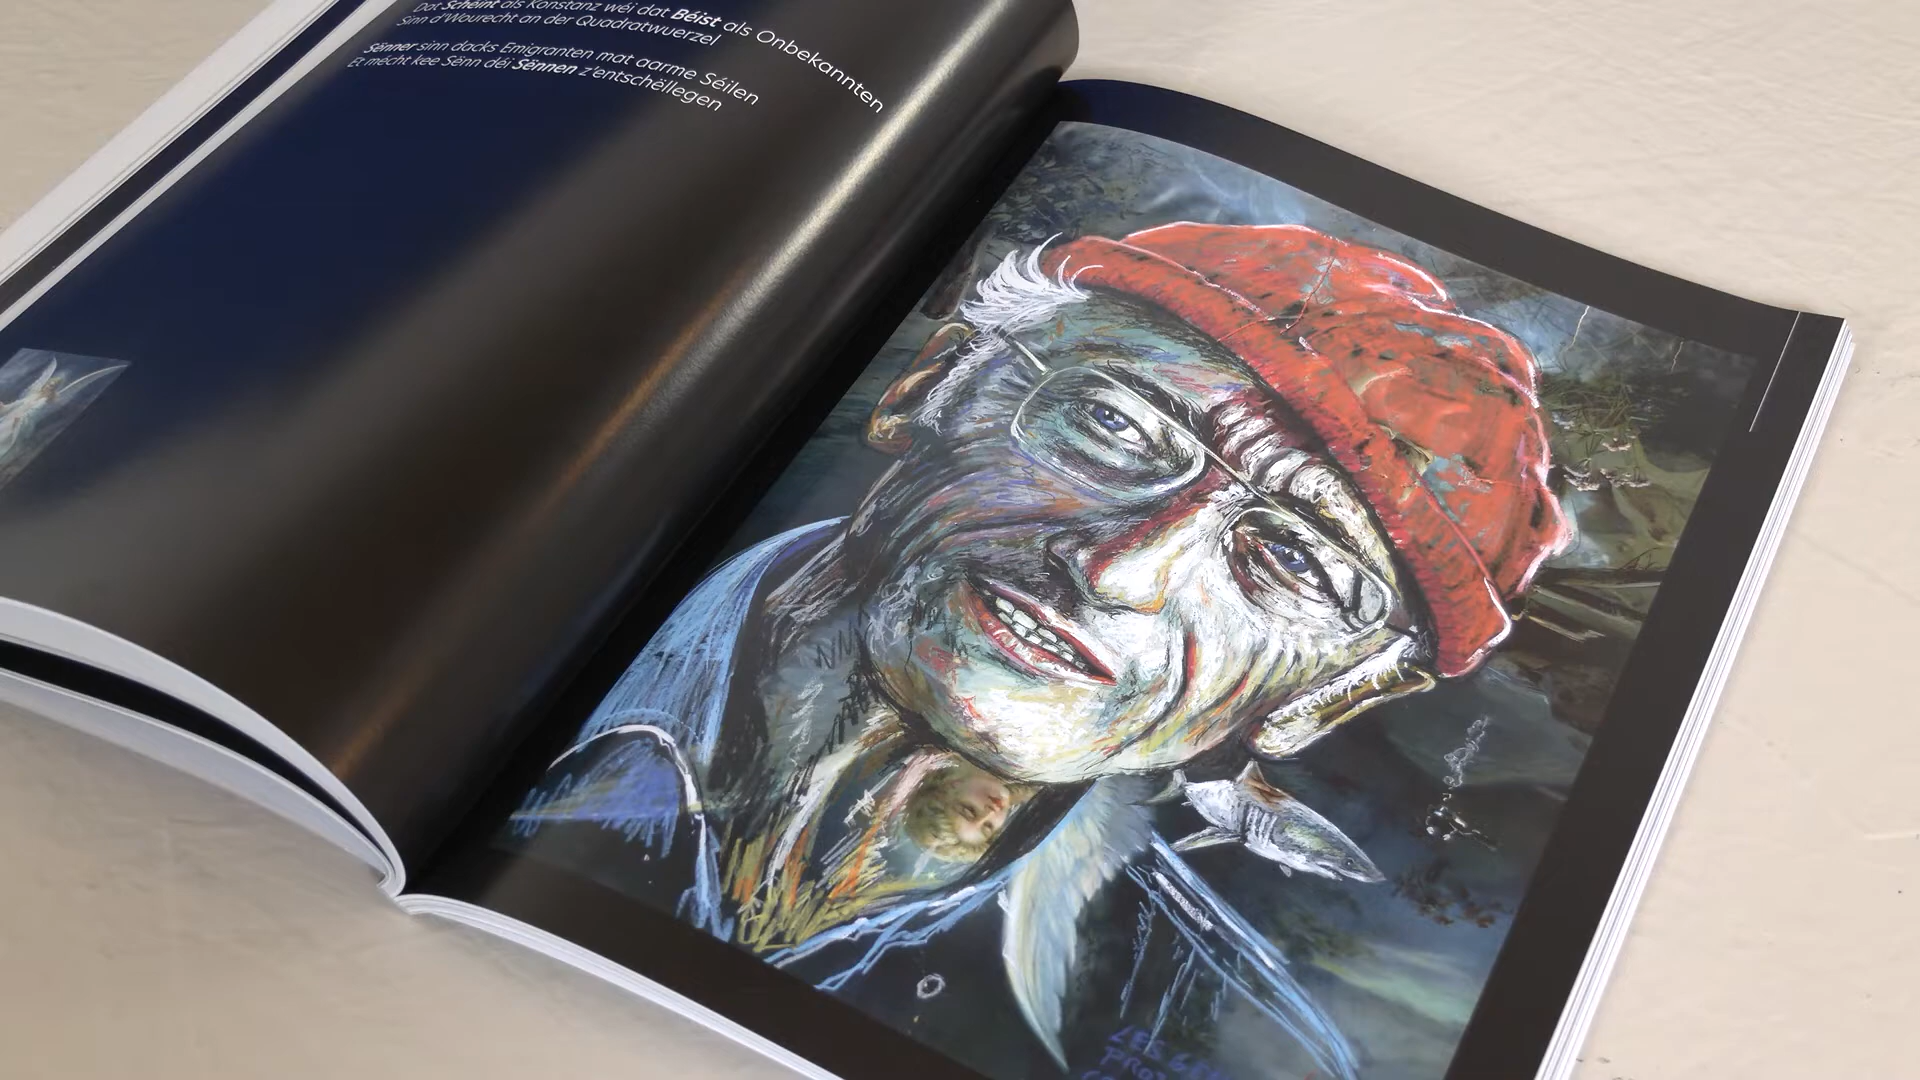 Dat Schéint als Konstanz wéi dat Béist als Onbekannten
Sinn d'Wourecht an der Quadratwuerzel
Sënner sinn dacks Emigranten mat aarme Séilen
Et mécht kee Sënn déi Sënnen z'entschëllegen
LES